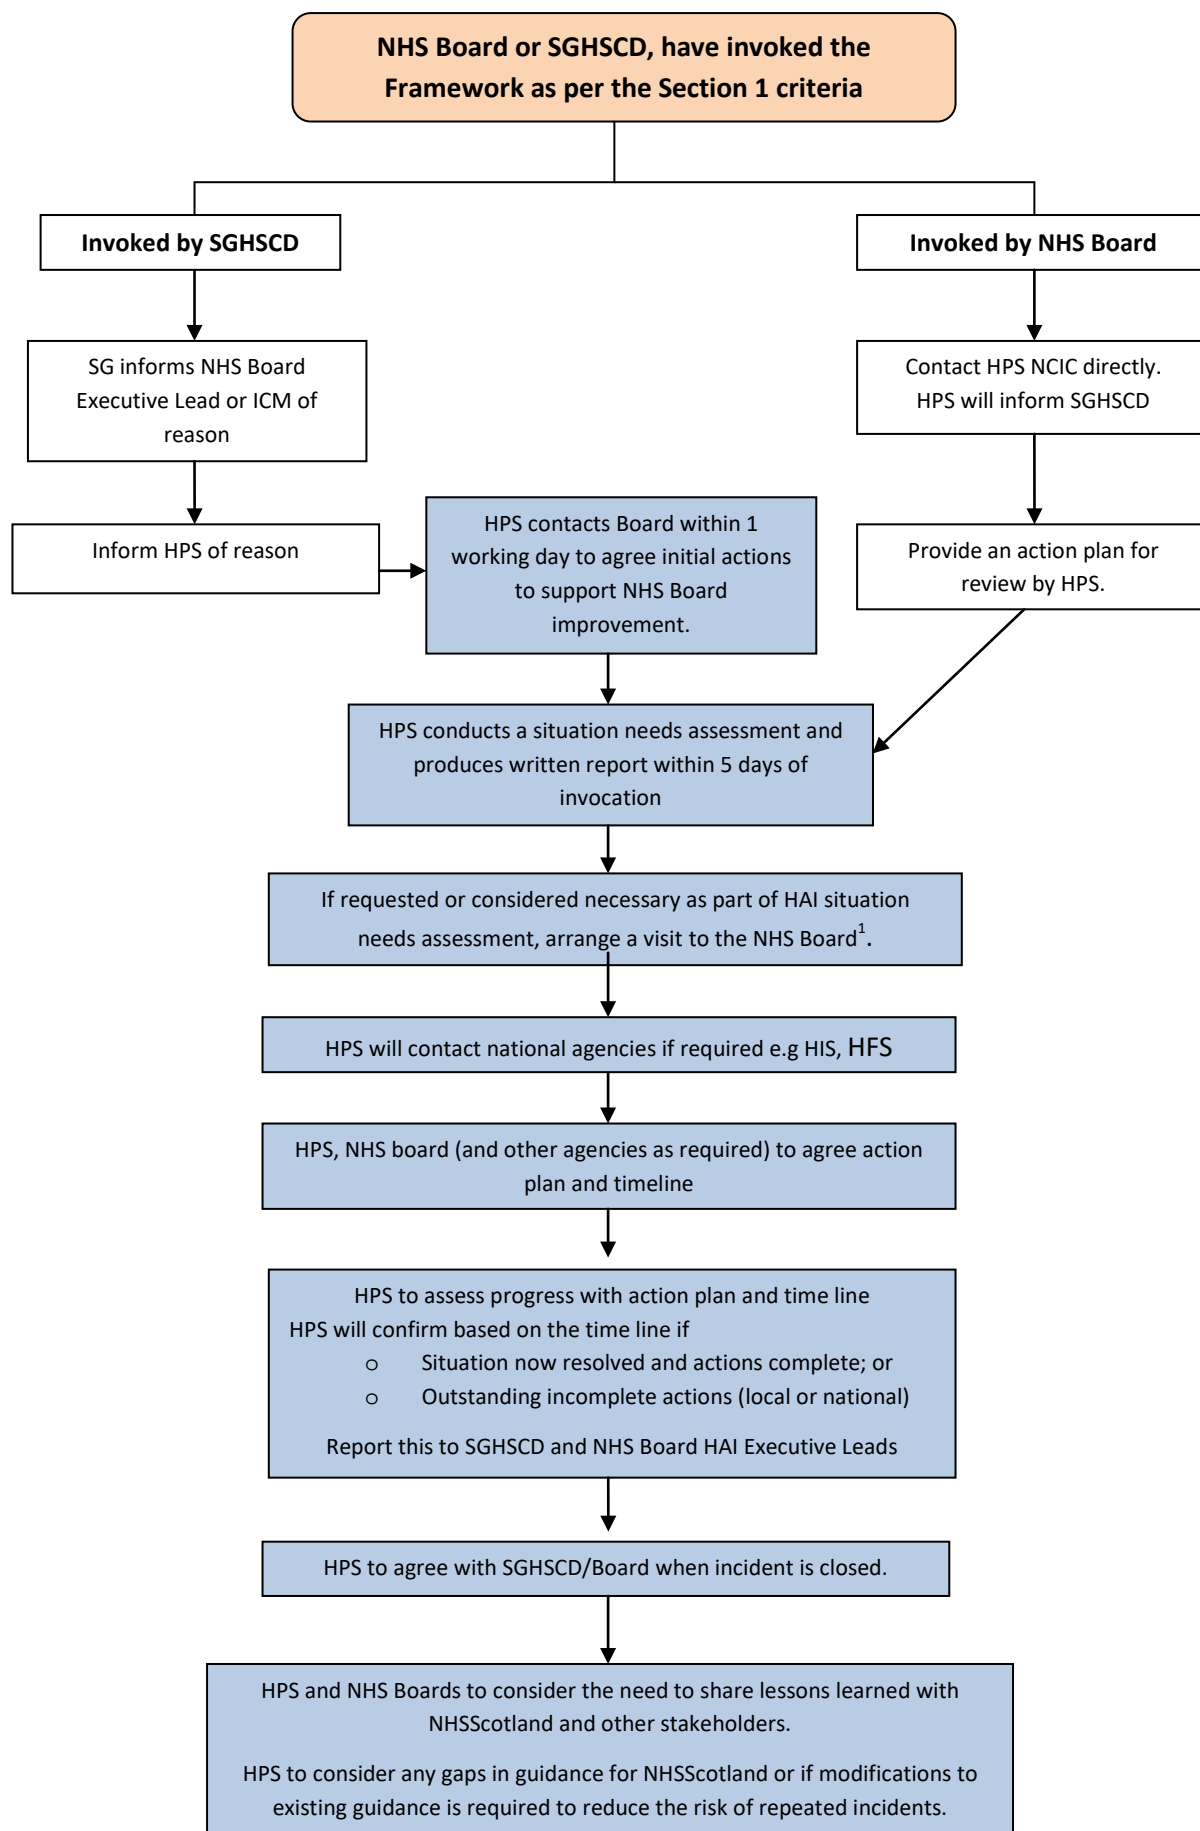 NHS Board or SGHSCD, have invoked the
Framework as per the Section 1 criteria
Invoked by SGHSCD
Invoked by NHS Board
SG informs NHS Board
Executive Lead or ICM of
reason
Contact HPS NCIC directly.
HPS will inform SGHSCD
Inform HPS of reason
HPS contacts Board within 1
working day to agree initial actions
to support NHS Board
improvement.
Provide an action plan for
review by HPS.
HPS conducts a situation needs assessment and
produces written report within 5 days of
invocation
If requested or considered necessary as part of HAI situation
needs assessment, arrange a visit to the NHS Board¹.
HPS will contact national agencies if required e.g HIS, HFS
HPS, NHS board (and other agencies as required) to agree action
plan and timeline
HPS to assess progress with action plan and time line
HPS will confirm based on the time line if
o Situation now resolved and actions complete; or
o Outstanding incomplete actions (local or national)
Report this to SGHSCD and NHS Board HAI Executive Leads
HPS to agree with SGHSCD/Board when incident is closed.
HPS and NHS Boards to consider the need to share lessons learned with
NHSScotland and other stakeholders.
HPS to consider any gaps in guidance for NHSScotland or if modifications to
existing guidance is required to reduce the risk of repeated incidents.